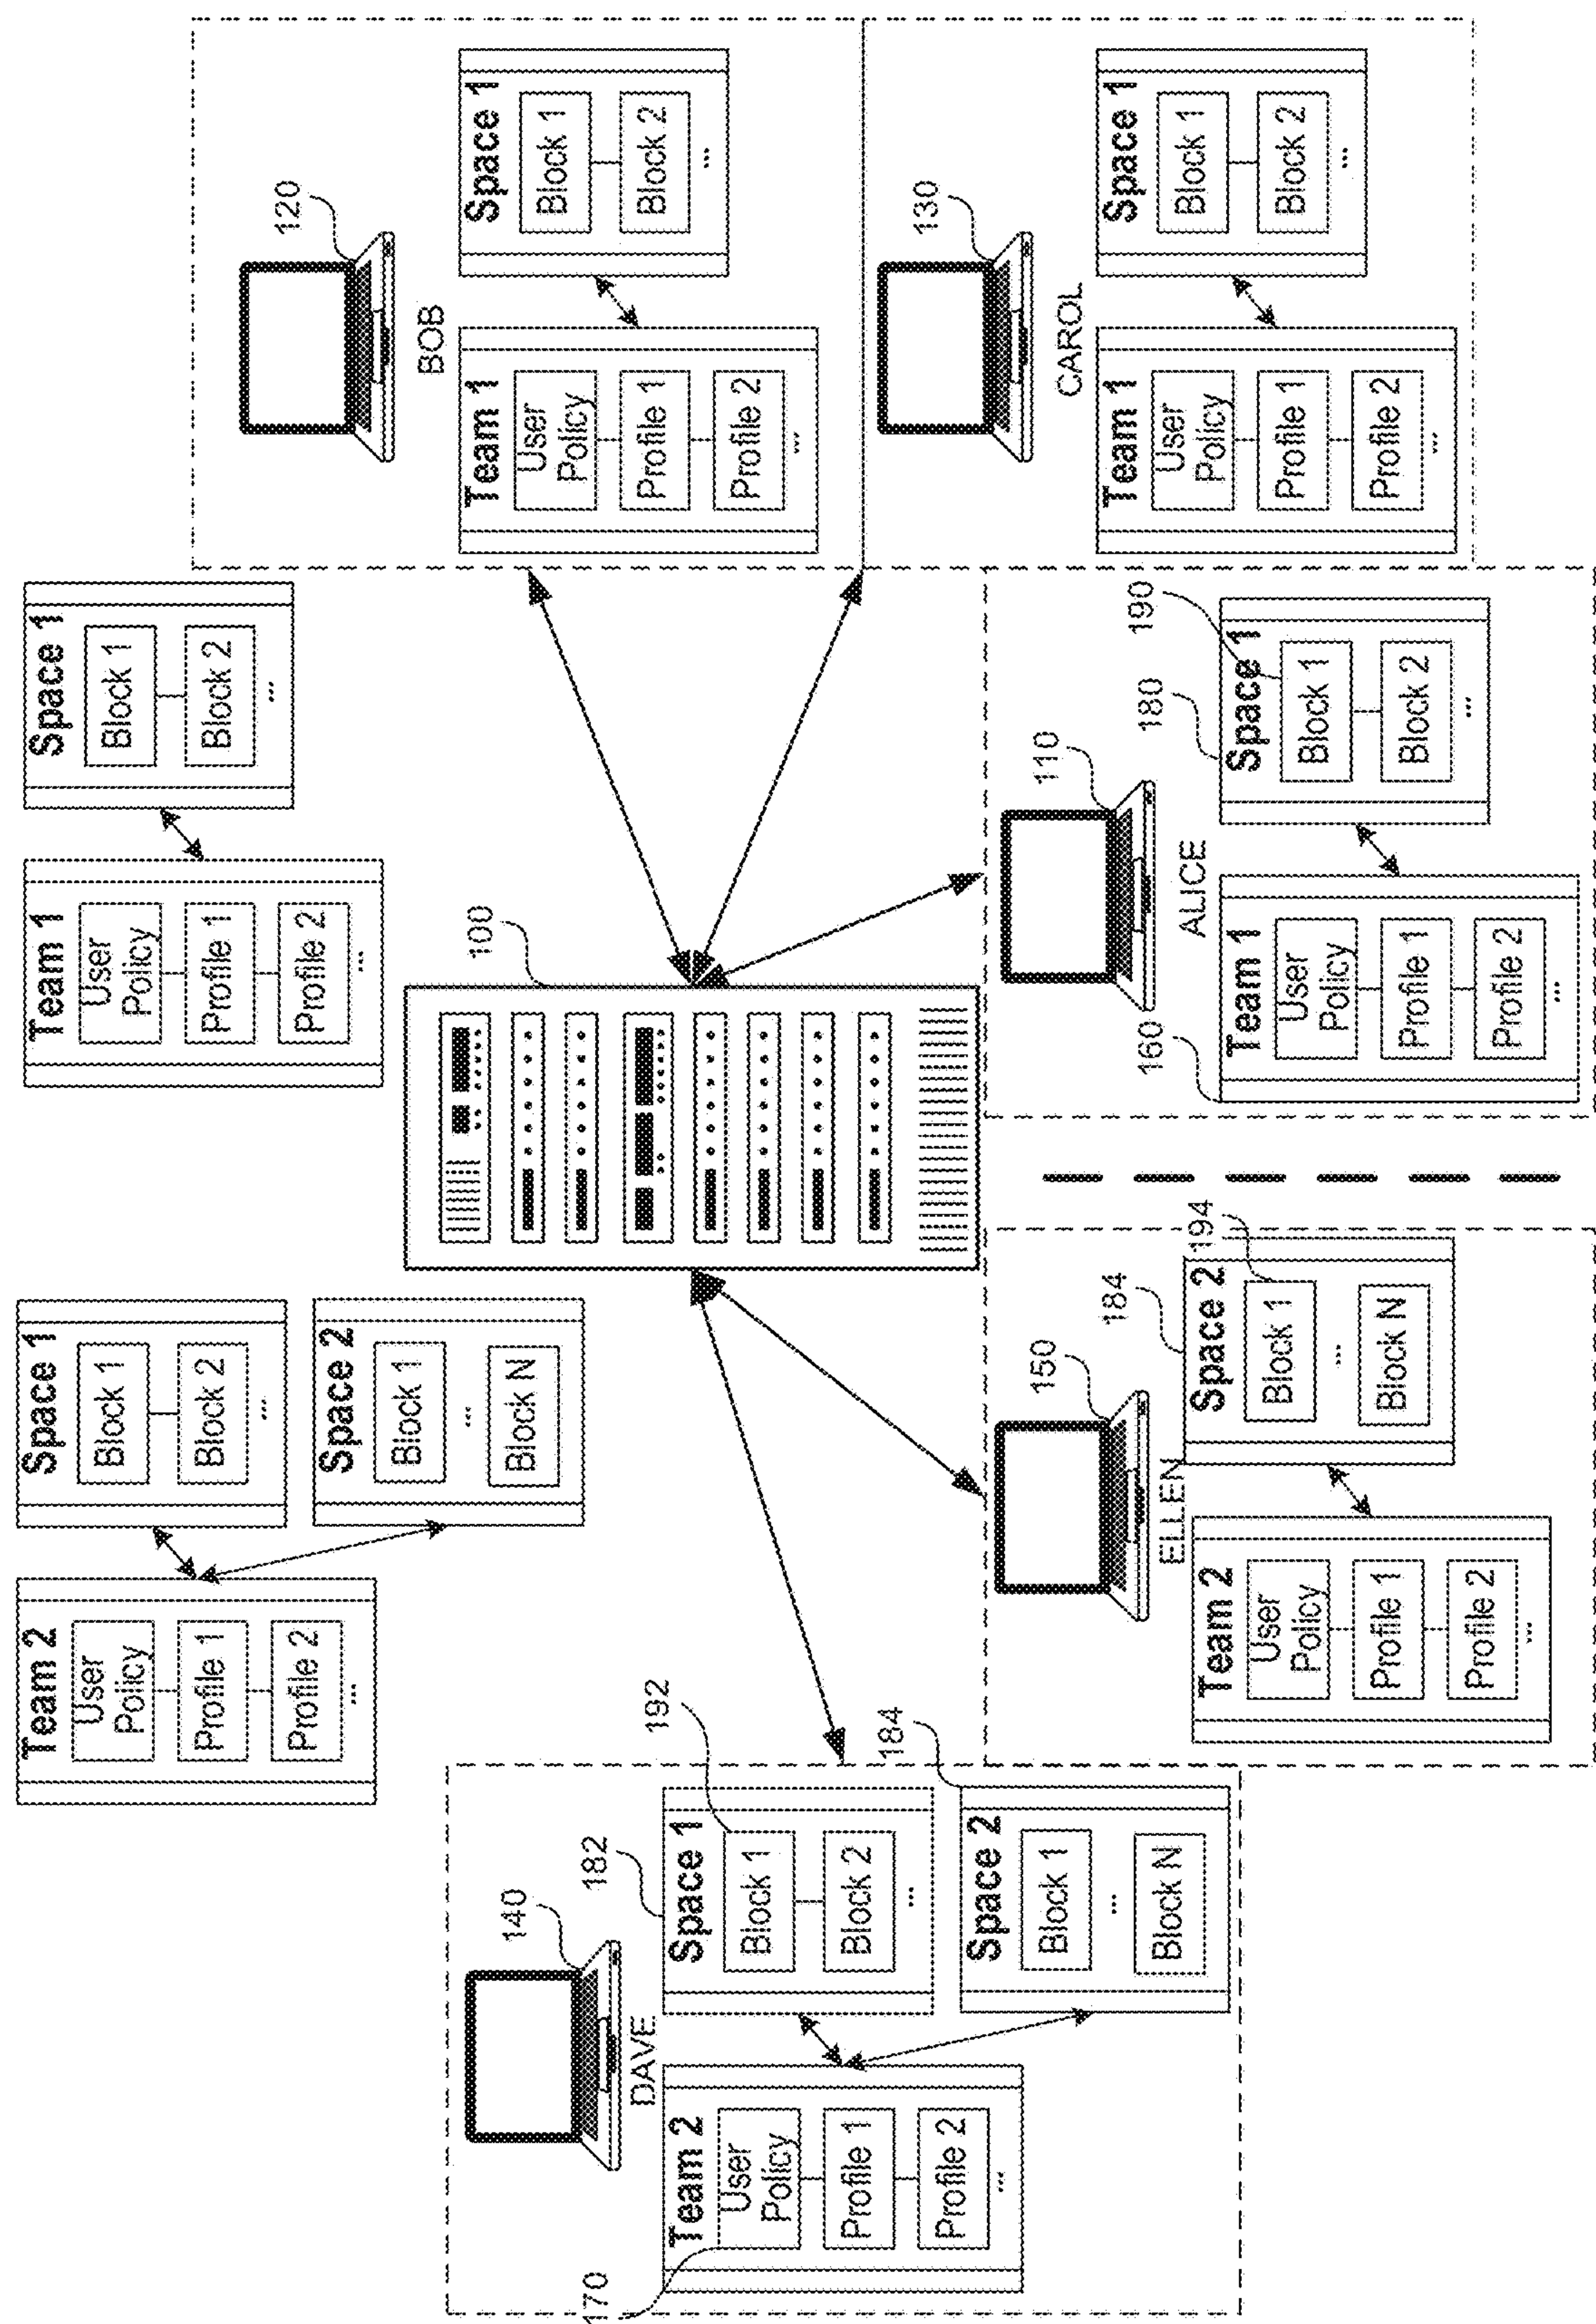 Team 2
User
Policy
Profile 1
Profile 2
...
Space 1
Block 1
Block 2
...
Space 2
Block 1
...
Block N
Team 1
User
Policy
Profile 1
Profile 2
...
Space 1
Block 1
Block 2
...
100
140
DAVE
170
Team 2
User
Policy
Profile 1
Profile 2
...
182
192
Space 1
Block 1
Block 2
...
184
Space 2
Block 1
...
Block N
150
ELLEN
Team 2
User
Policy
Profile 1
Profile 2
...
184
194
Space 2
Block 1
...
Block N
110
ALICE
160
Team 1
User
Policy
Profile 1
Profile 2
...
180
190
Space 1
Block 1
Block 2
...
120
BOB
Team 1
User
Policy
Profile 1
Profile 2
...
Space 1
Block 1
Block 2
...
130
CAROL
Team 1
User
Policy
Profile 1
Profile 2
...
Space 1
Block 1
Block 2
...